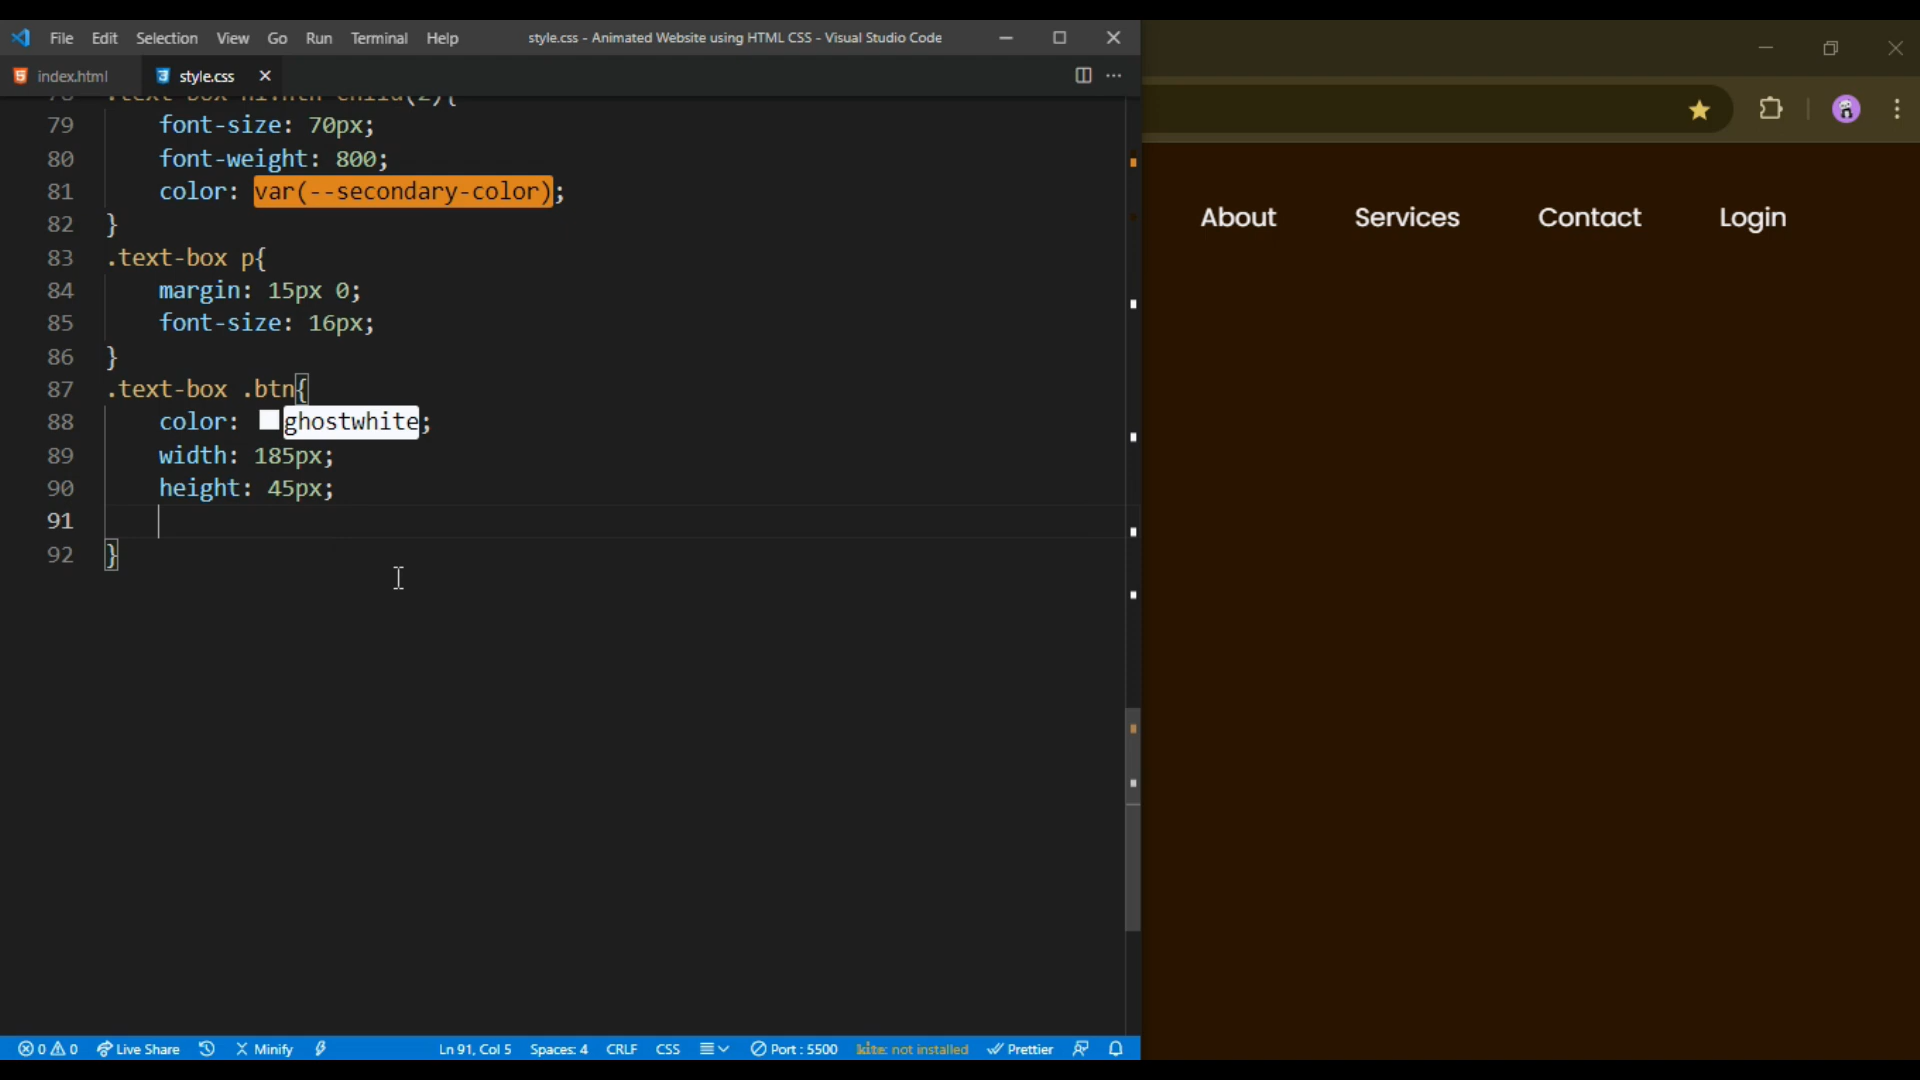 File Edit Selection View Go Run Terminal Help
style.css - Animated Website using HTML CSS - Visual Studio Code
index.html
style.css
79 font-size: 70px;
80 font-weight: 800;
81 color: var(--secondary-color);
82 }
83 .text-box p{
84 margin: 15px 0;
85 font-size: 16px;
86 }
87 .text-box .btn{
88 color: ghostwhite;
89 width: 185px;
90 height: 45px;
91
92 }
About Services Contact Login
0 0 Live Share Minify Ln 91, Col 5 Spaces: 4 CRLF CSS Port : 5500 kite: not installed Prettier